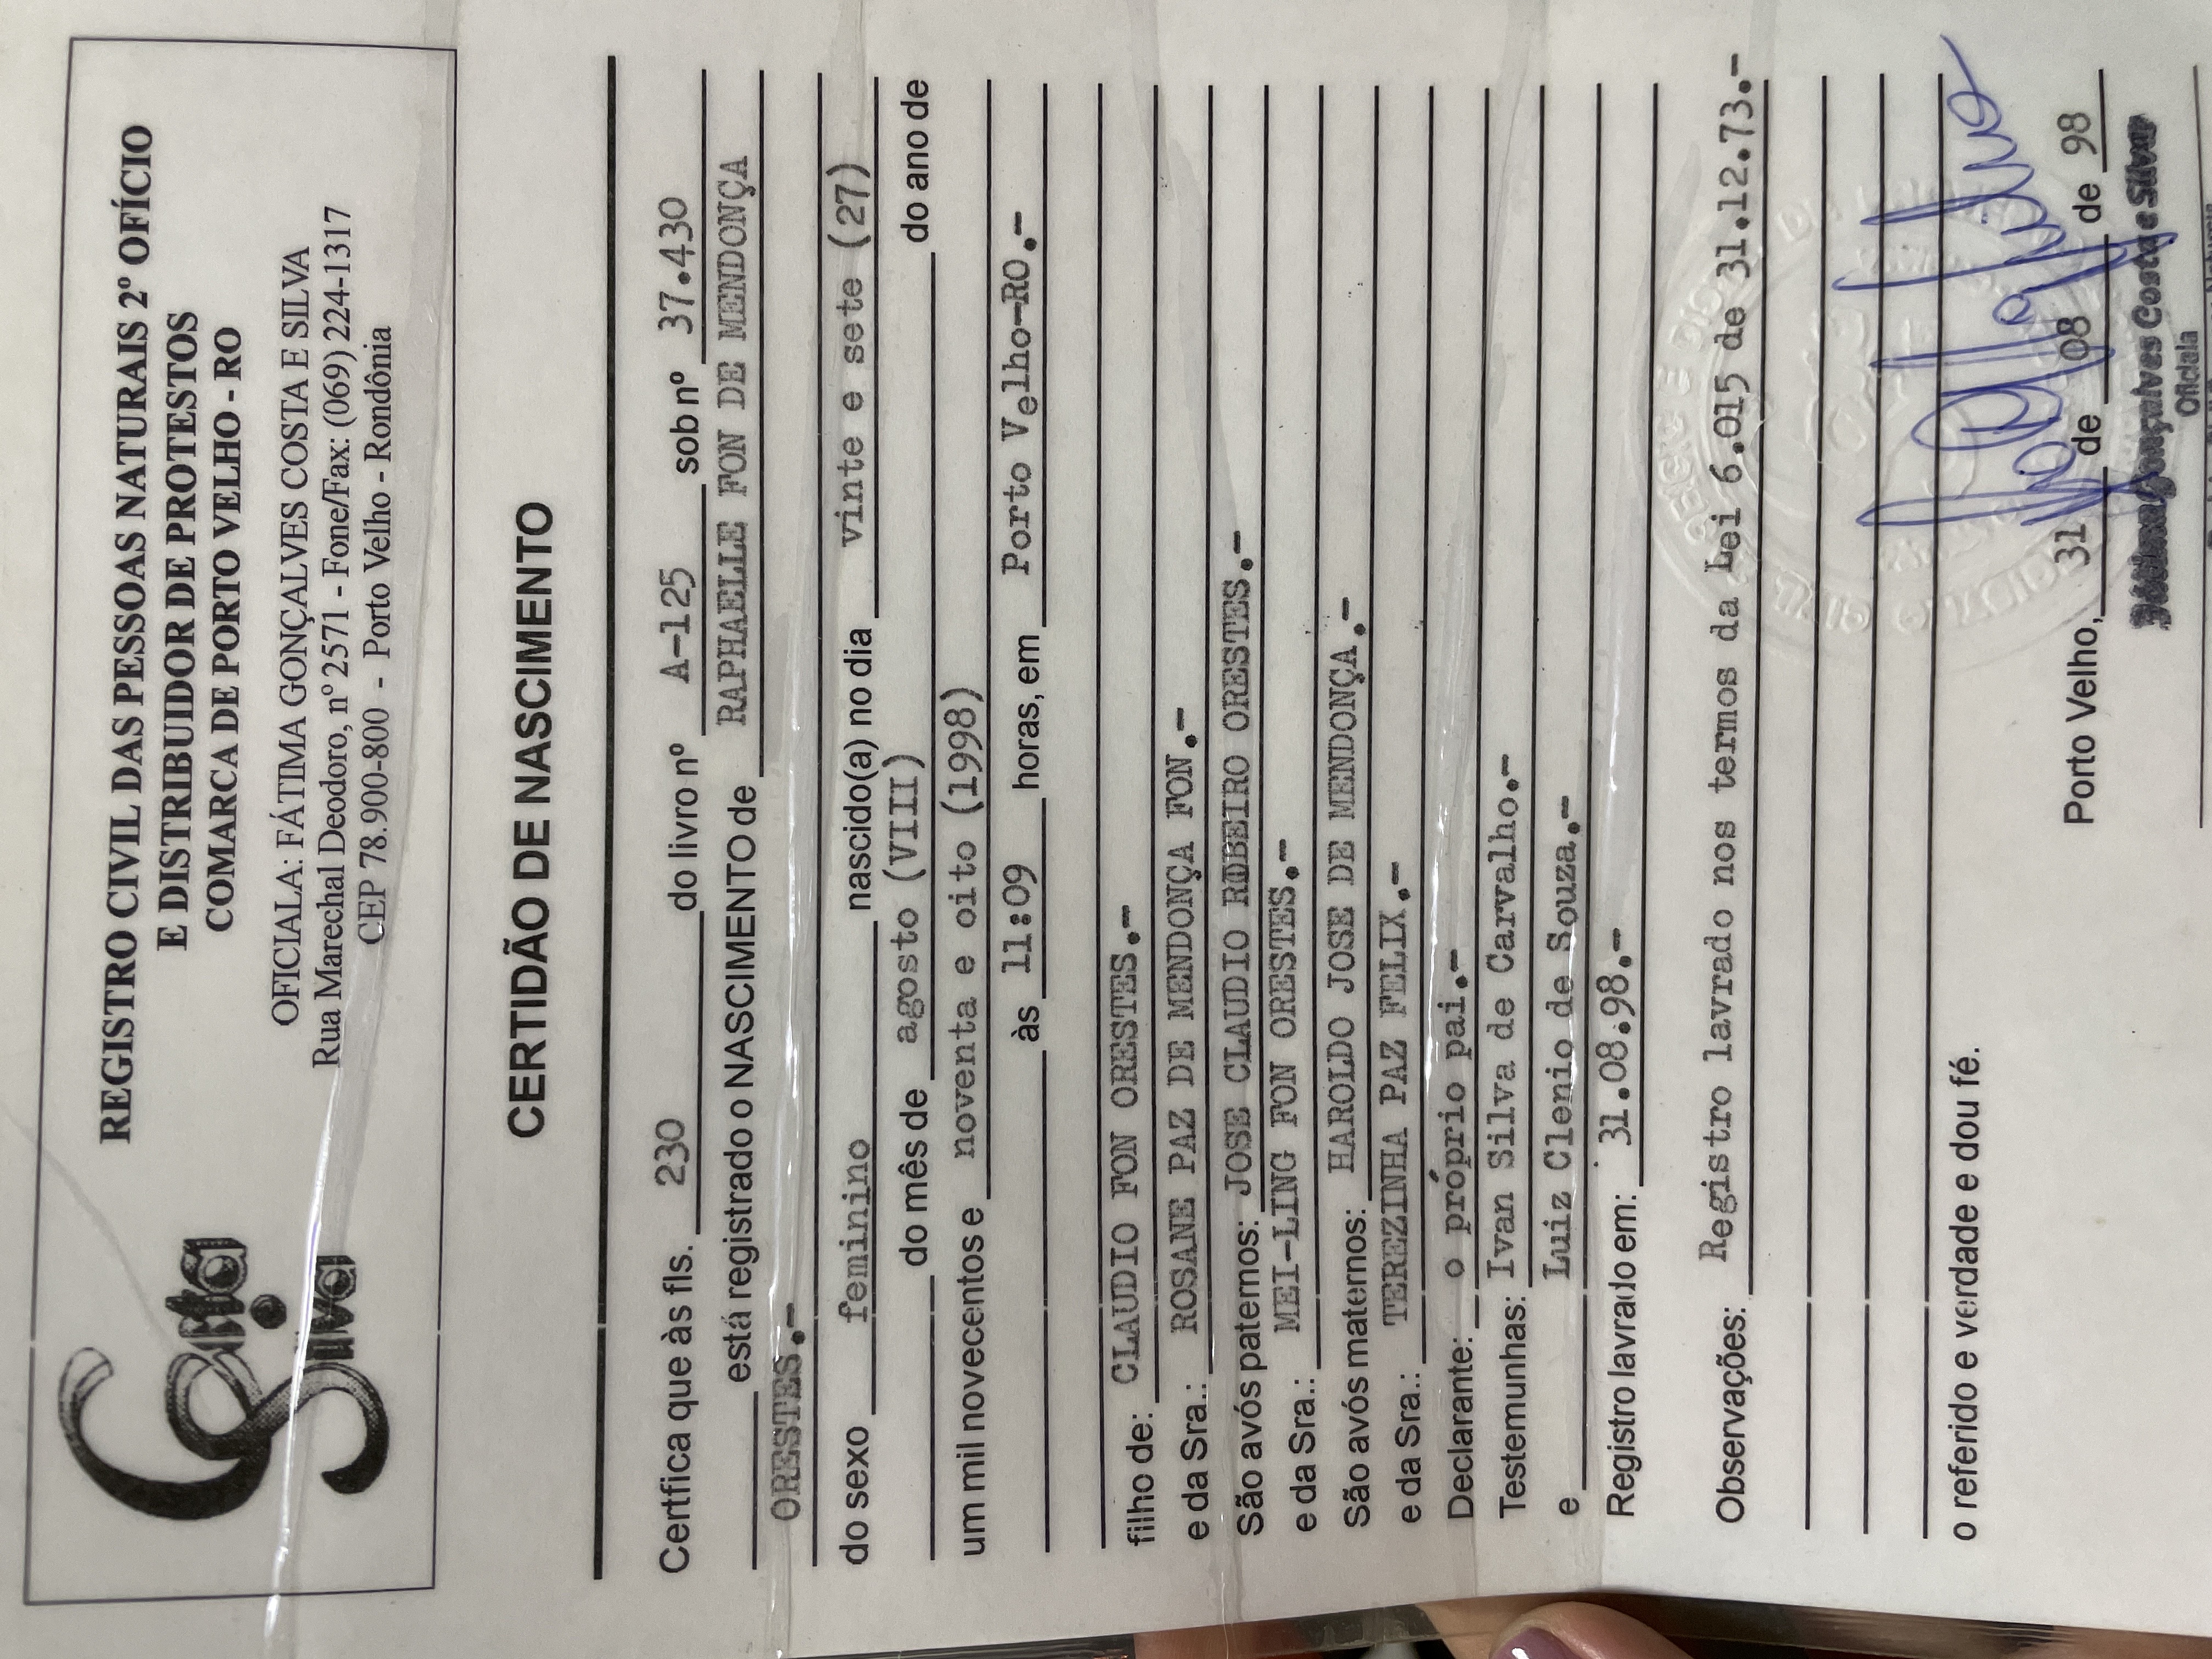 Costa
&
Silva
REGISTRO CIVIL DAS PESSOAS NATURAIS 2º OFÍCIO
E DISTRIBUIDOR DE PROTESTOS
COMARCA DE PORTO VELHO - RO
OFICIALA: FÁTIMA GONÇALVES COSTA E SILVA
Rua Marechal Deodoro, nº 2571 - Fone/Fax: (069) 224-1317
CEP 78.900-800 - Porto Velho - Rondônia
CERTIDÃO DE NASCIMENTO
Certfica que às fls. 230 do livro nº A-125 sob nº 37.430
está registrado o NASCIMENTO de RAPHAELLE FON DE MENDONÇA
ORESTES.-
do sexo feminino nascido(a) no dia vinte e sete (27)
do mês de agosto (VIII) do ano de
um mil novecentos e noventa e oito (1998)
às 11:09 horas, em Porto Velho-RO.-
filho de: CLAUDIO FON ORESTES.-
e da Sra.: ROSANE PAZ DE MENDONÇA FON.-
São avós paternos: JOSE CLAUDIO RIBEIRO ORESTES.-
e da Sra.: MEI-LING FON ORESTES.-
São avós maternos: HAROLDO JOSE DE MENDONÇA.-
e da Sra.: TEREZINHA PAZ FELIX.-
Declarante: o próprio pai.-
Testemunhas: Ivan Silva de Carvalho.-
e Luiz Clenio de Souza.-
Registro lavrado em: 31.08.98.-
Observações: Registro lavrado nos termos da Lei 6.015 de 31.12.73.-
o referido e verdade e dou fé.
Porto Velho, 31 de 08 de 98
Gonçalves Costa e Silva
Oficiala